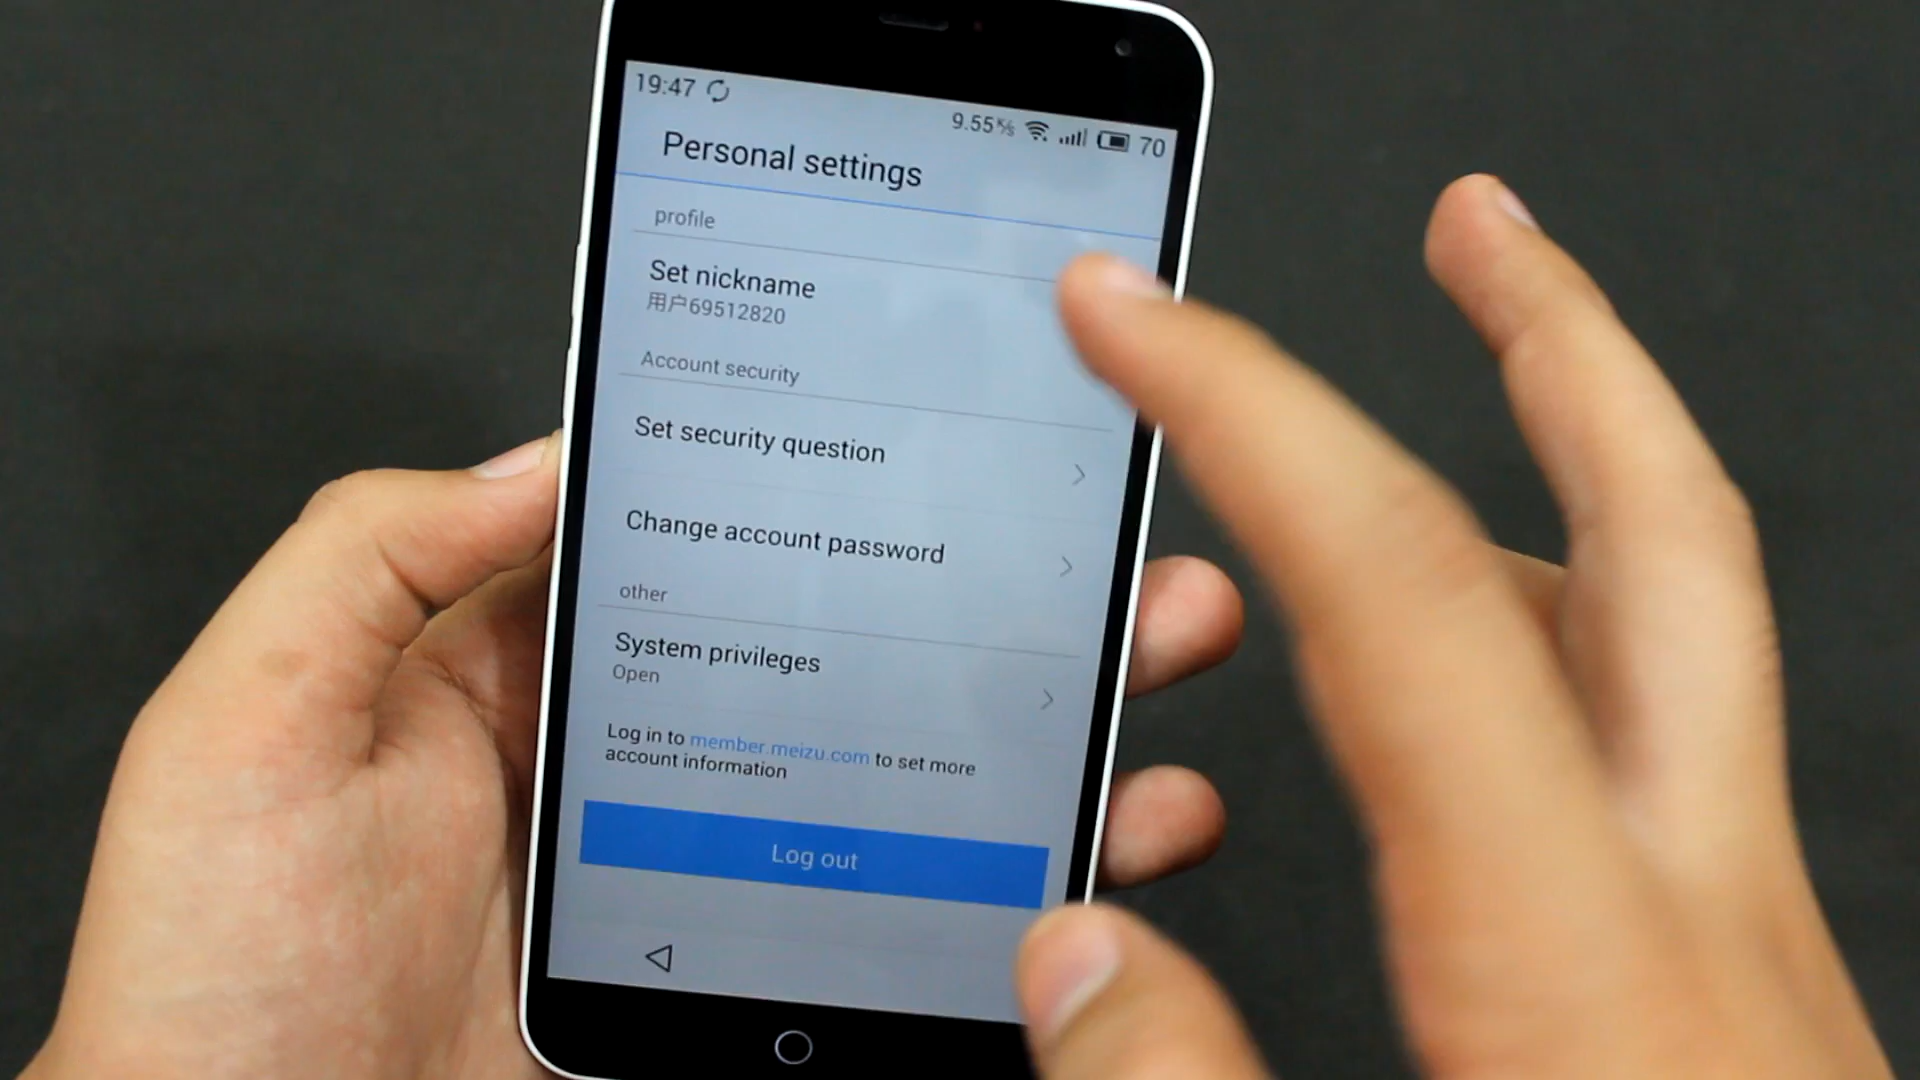 19:47
9.55 K/s 70
Personal settings
profile
Set nickname
用户69512820
Account security
Set security question
Change account password
other
System privileges
Open
Log in to member.meizu.com to set more
account information
Log out